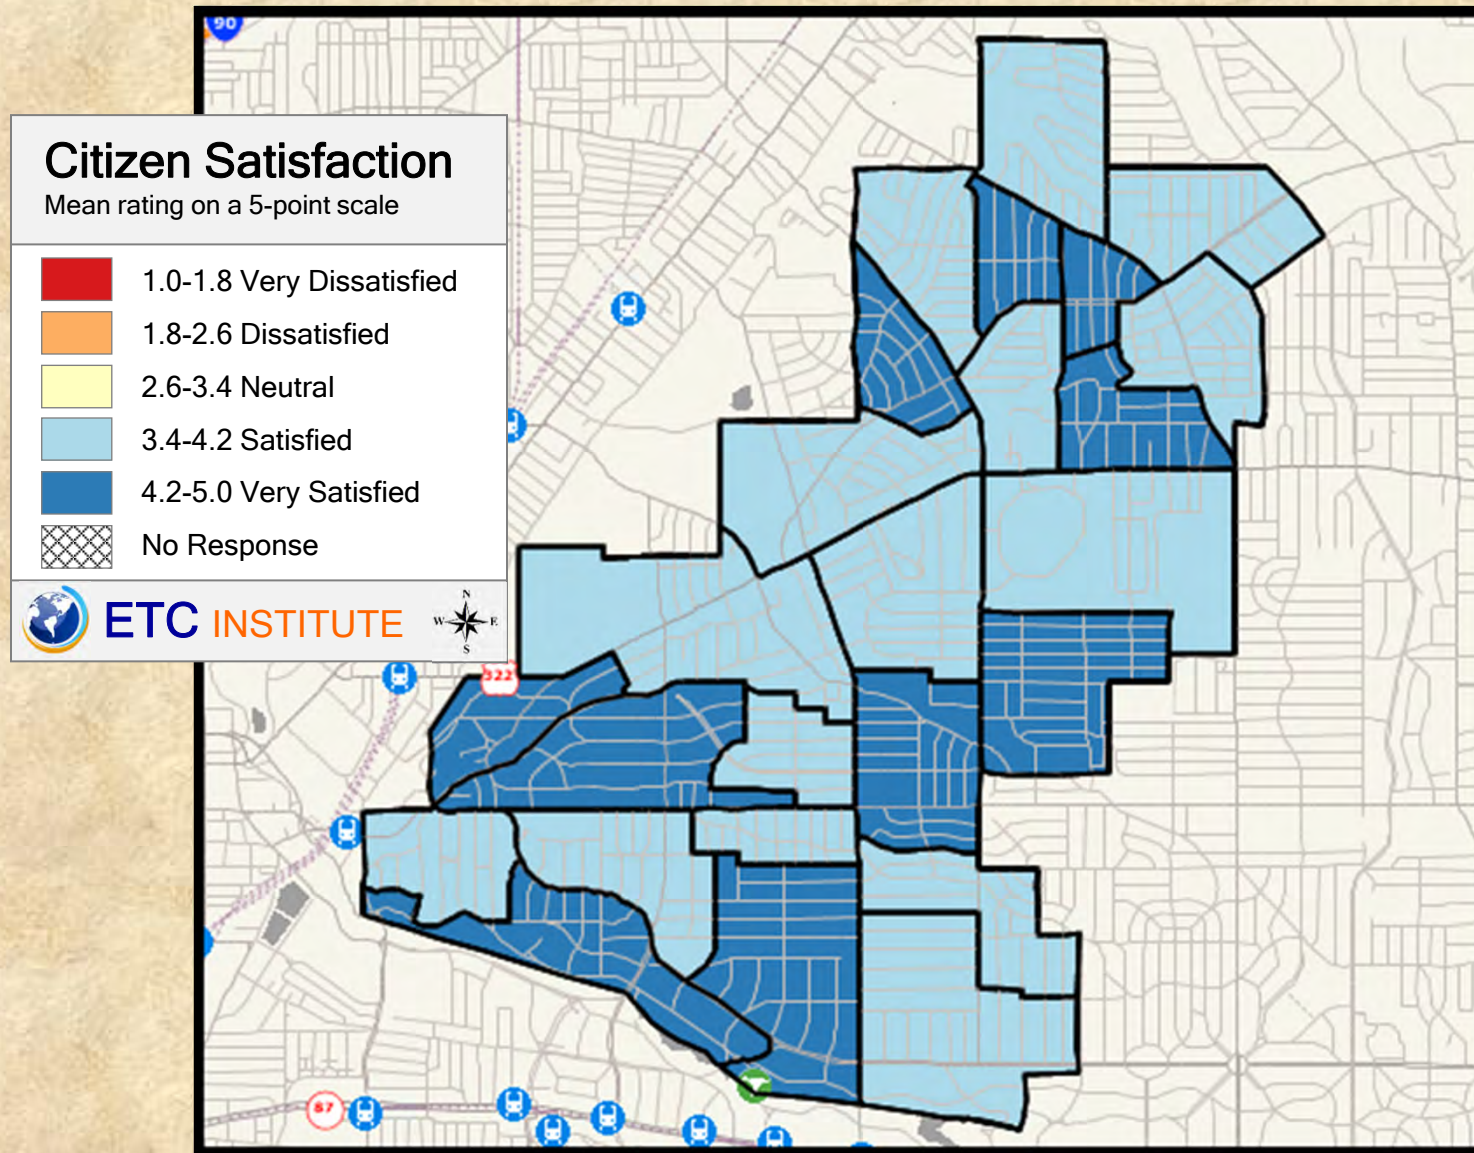 90
Citizen Satisfaction
Mean rating on a 5-point scale
1.0-1.8 Very Dissatisfied
1.8-2.6 Dissatisfied
2.6-3.4 Neutral
3.4-4.2 Satisfied
4.2-5.0 Very Satisfied
No Response
ETC INSTITUTE
N
W E
S
322
87